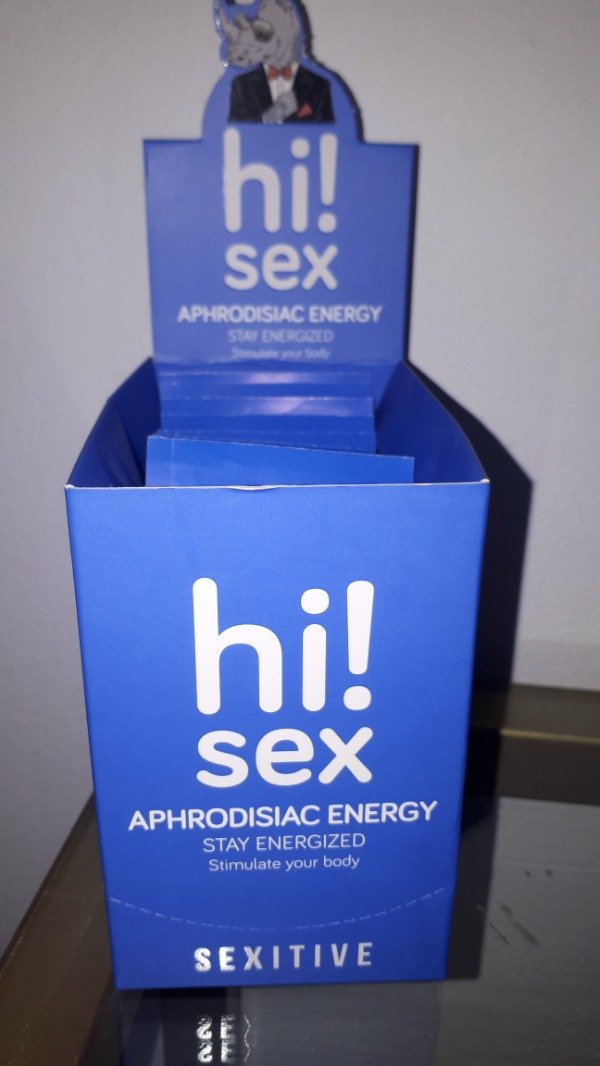 hi!
sex
APHRODISIAC ENERGY
STAY ENERGIZED
Stimulate your body
hi!
sex
APHRODISIAC ENERGY
STAY ENERGIZED
Stimulate your body
SEXITIVE